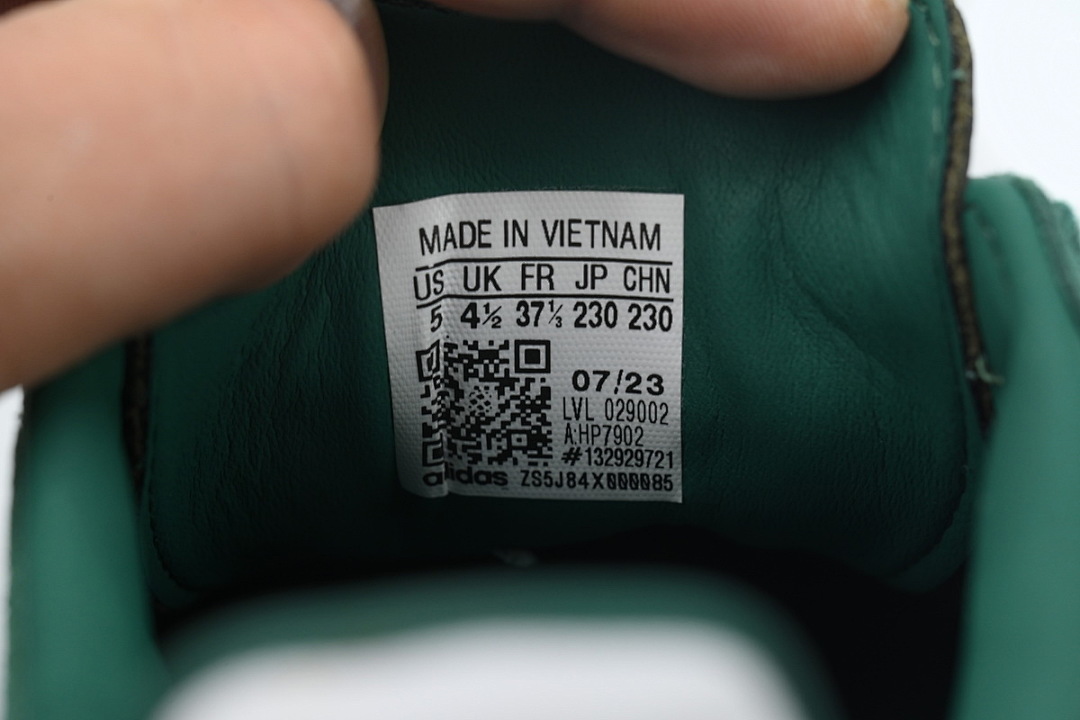 MADE IN VIETNAM
US UK FR JP CHN
5 4½ 37⅓ 230 230
07/23
LVL 029002
A:HP7902
#132929721
adidas ZS5J84X000085